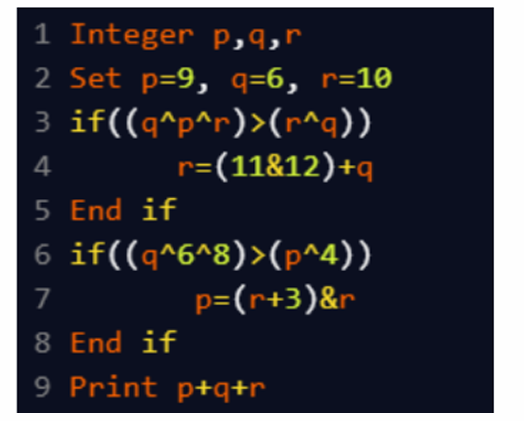 1 Integer p,q,r
2 Set p=9, q=6, r=10
3 if((q^p^r)>(r^q))
4 r=(11&12)+q
5 End if
6 if((q^6^8)>(p^4))
7 p=(r+3)&r
8 End if
9 Print p+q+r